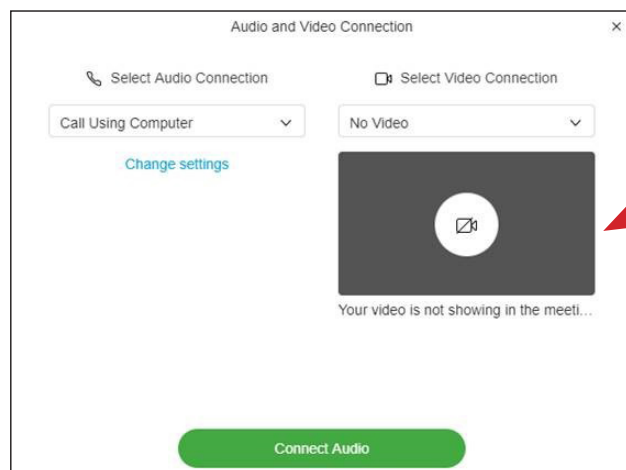 Audio and Video Connection
Select Audio Connection
Select Video Connection
Call Using Computer
No Video
Change settings
Your video is not showing in the meeti...
Connect Audio